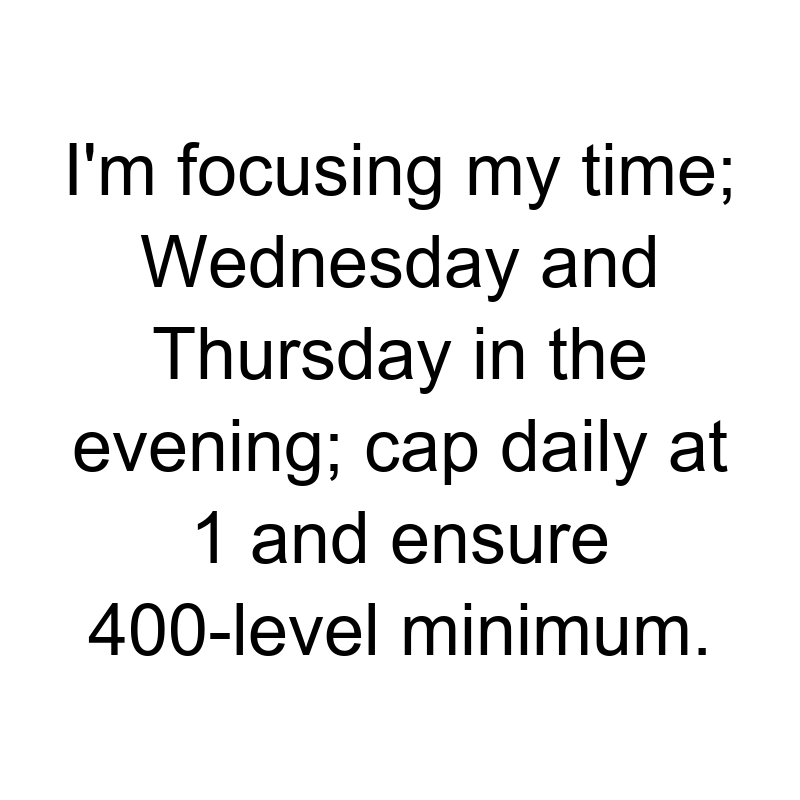 I'm focusing my time;
Wednesday and
Thursday in the
evening; cap daily at
1 and ensure
400-level minimum.